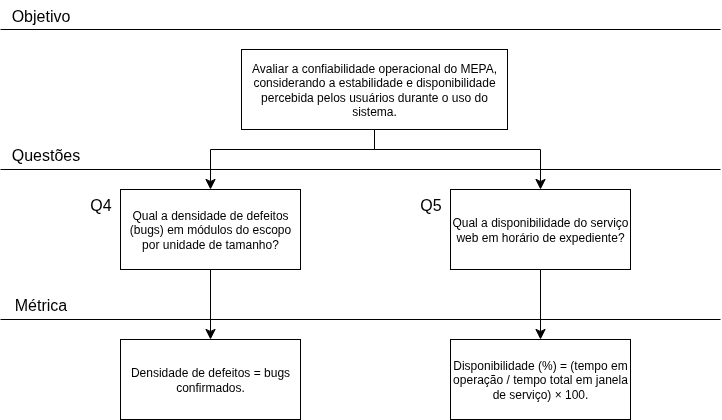 Objetivo
Avaliar a confiabilidade operacional do MEPA,
considerando a estabilidade e disponibilidade
percebida pelos usuários durante o uso do
sistema.
Questões
Q4
Qual a densidade de defeitos
(bugs) em módulos do escopo
por unidade de tamanho?
Q5
Qual a disponibilidade do serviço
web em horário de expediente?
Métrica
Densidade de defeitos = bugs
confirmados.
Disponibilidade (%) = (tempo em
operação / tempo total em janela
de serviço) × 100.